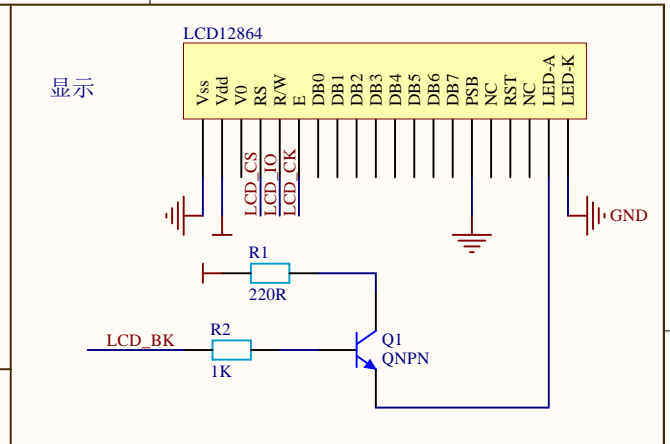 LCD12864
显示
Vss
Vdd
V0
RS
R/W
E
DB0
DB1
DB2
DB3
DB4
DB5
DB6
DB7
PSB
NC
RST
NC
LED-A
LED-K
LCD_CS
LCD_IO
LCD_CK
GND
R1
220R
LCD_BK
R2
1K
Q1
QNPN